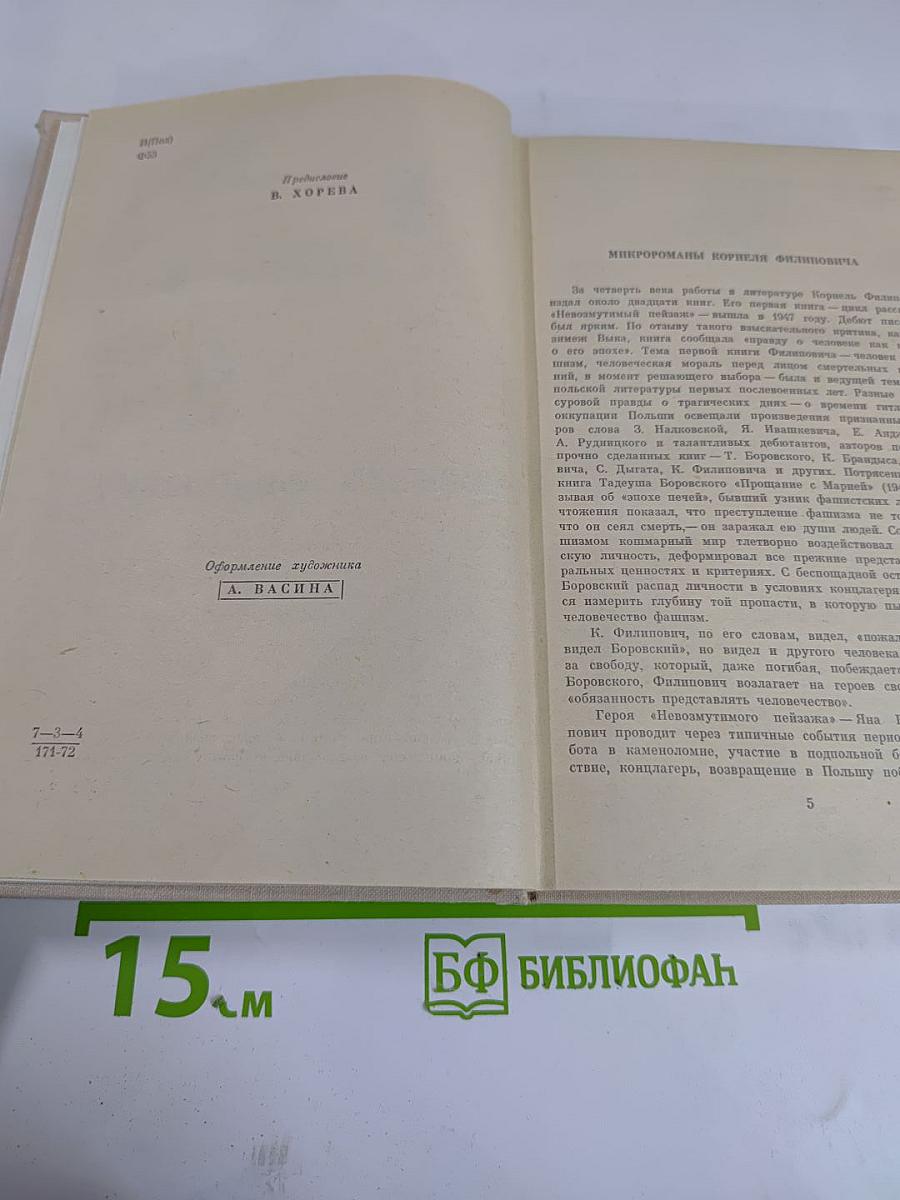 И(Пол)
Ф53
Предисловие
В. ХОРЕВА
Оформление художника
А. ВАСИНА
7—3—4
171-72
МИКРОРОМАНЫ КОРНЕЛЯ ФИЛИПОВИЧА
За четверть века работы в литературе Корнель Филип
издал около двадцати книг. Его первая книга — цикл расс
«Невозмутимый пейзаж» — вышла в 1947 году. Дебют пис
был ярким. По отзыву такого взыскательного критика, ка
зимеж Выка, книга сообщала «правду о человеке как
о его эпохе». Тема первой книги Филиповича — человек
шизм, человеческая мораль перед лицом смертельных
ний, в момент решающего выбора — была и ведущей тем
польской литературы первых послевоенных лет. Разные
суровой правды о трагических днях — о времени гитл
оккупации Польши освещали произведения признанны
ров слова З. Налковской, Я. Ивашкевича, Е. Андж
А. Рудницкого и талантливых дебютантов, авторов
прочно сделанных книг — Т. Боровского, К. Брандыса,
вича, С. Дыгата, К. Филиповича и других. Потрясен
книга Тадеуша Боровского «Прощание с Марией» (194
зывая об «эпохе печей», бывший узник фашистских л
чтожения показал, что преступление фашизма не то
что он сеял смерть,— он заражал ею души людей. Со
шизмом кошмарный мир тлетворно воздействовал
скую личность, деформировал все прежние предста
ральных ценностях и критериях. С беспощадной ост
Боровский распад личности в условиях концлагеря
ся измерить глубину той пропасти, в которую пы
человечество фашизм.
К. Филипович, по его словам, видел, «пожал
видел Боровский», но видел и другого человека
за свободу, который, даже погибая, побеждает
Боровского, Филипович возлагает на героев сво
«обязанность представлять человечество».
Героя «Невозмутимого пейзажа» — Яна
пович проводит через типичные события перио
бота в каменоломне, участие в подпольной б
ствие, концлагерь, возвращение в Польшу поб
5
15 см
БФ БИБЛИОФАН